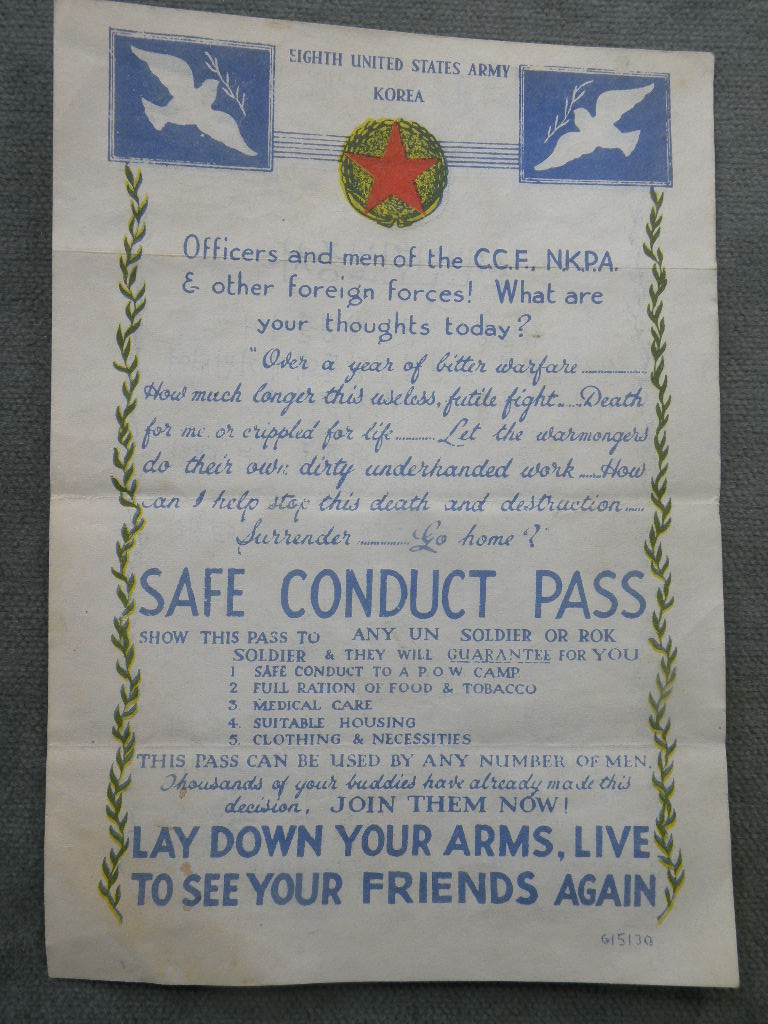 EIGHTH UNITED STATES ARMY
KOREA
Officers and men of the C.C.F., N.K.P.A.
& other foreign forces! What are
your thoughts today?
"Over a year of bitter warfare..............
How much longer this useless, futile fight.....Death
for me or crippled for life...........Let the warmongers
do their own dirty underhanded work......How
can I help stop this death and destruction.....
Surrender ..............Go home"?
SAFE CONDUCT PASS
SHOW THIS PASS TO ANY UN SOLDIER OR ROK
SOLDIER & THEY WILL GUARANTEE FOR YOU
1 SAFE CONDUCT TO A P.O.W CAMP.
2 FULL RATION OF FOOD & TOBACCO
3. MEDICAL CARE
4. SUITABLE HOUSING
5. CLOTHING & NECESSITIES
THIS PASS CAN BE USED BY ANY NUMBER OF MEN.
Thousands of your buddies have already made this
decision, JOIN THEM NOW!
LAY DOWN YOUR ARMS, LIVE
TO SEE YOUR FRIENDS AGAIN